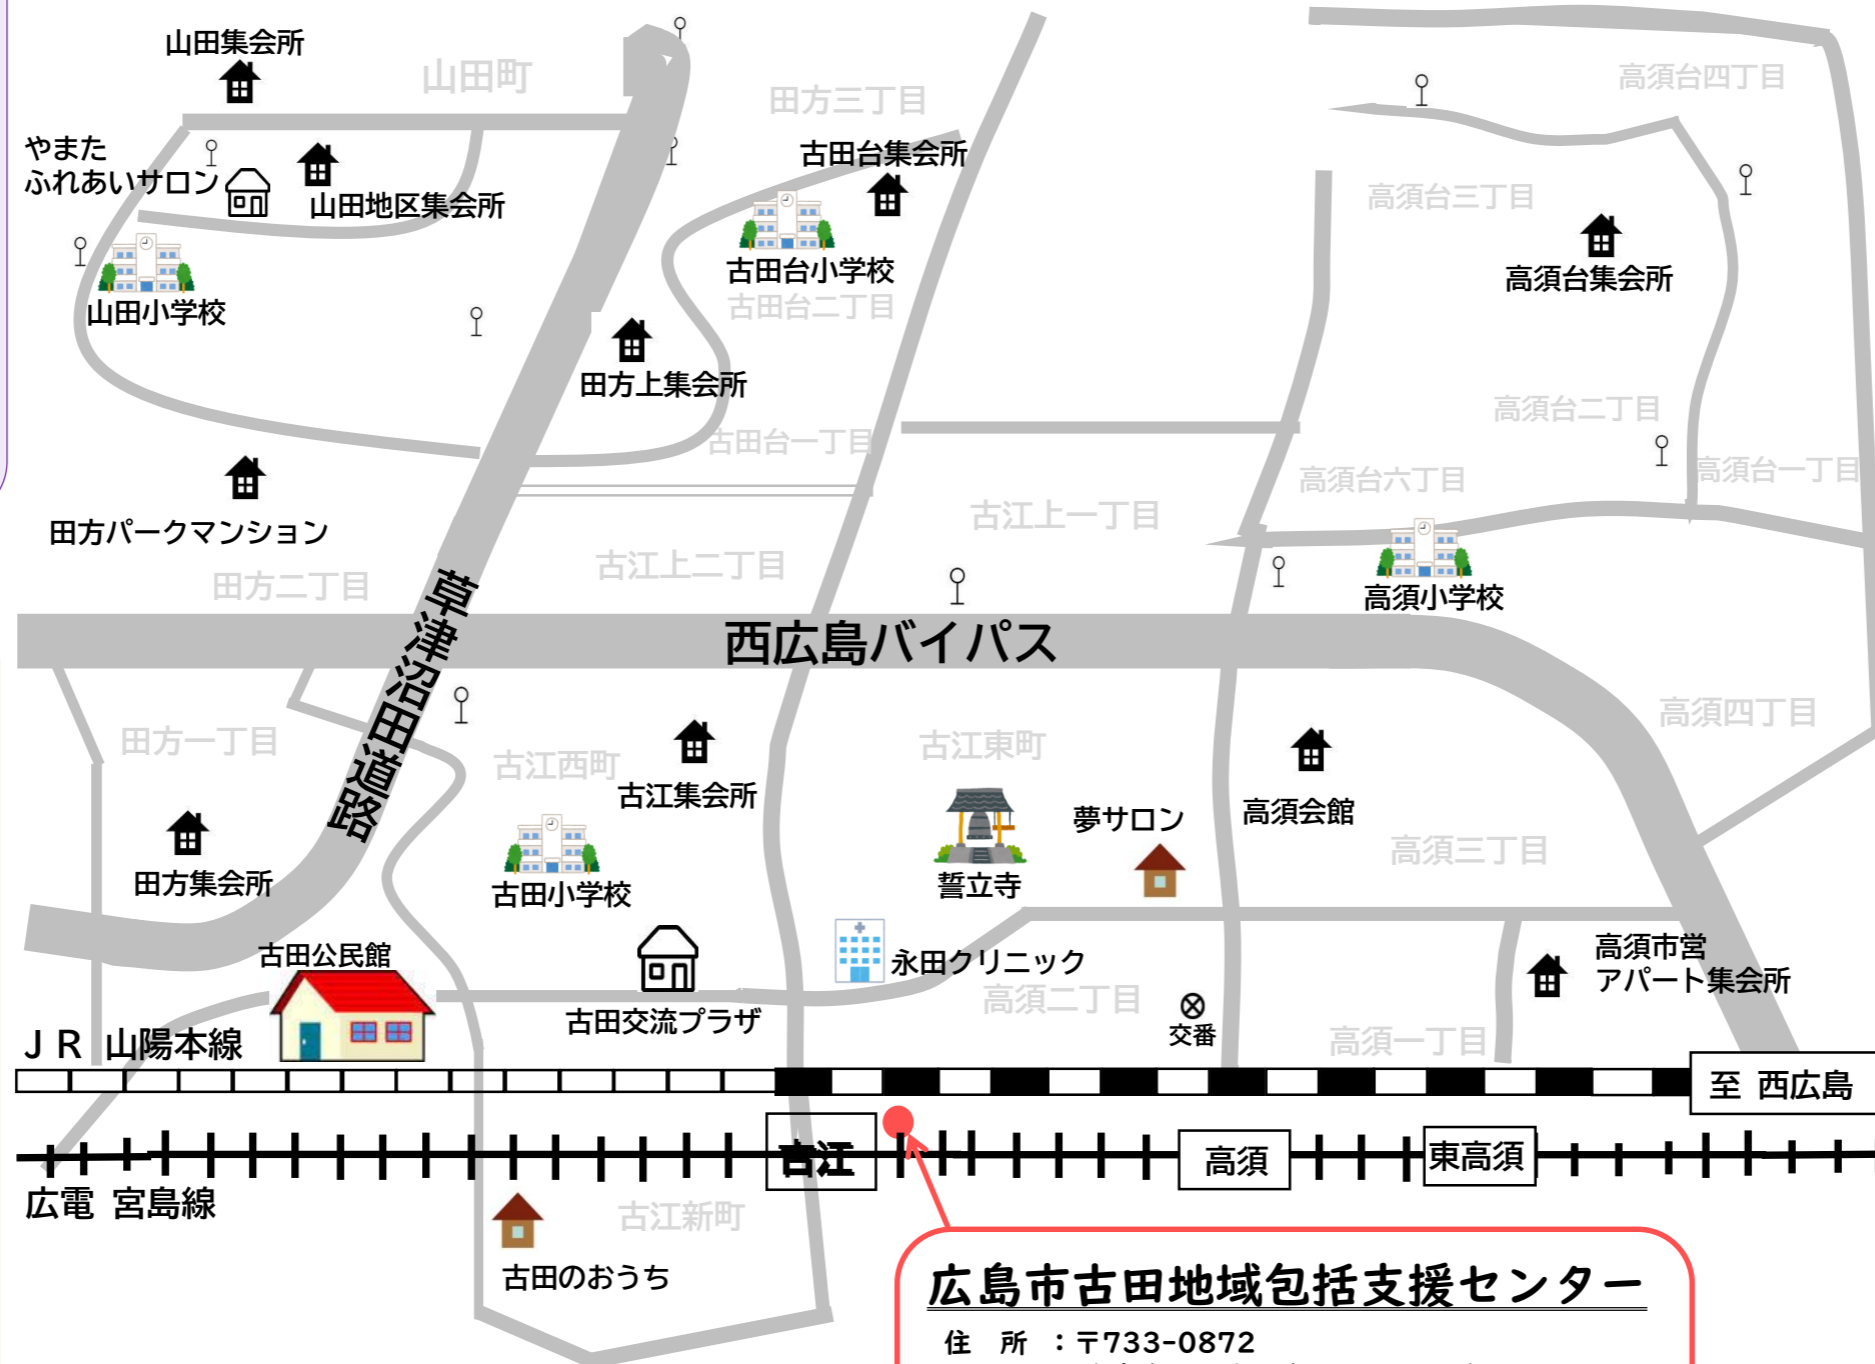 山田集会所
山田町
田方三丁目
高須台四丁目
やまた
ふれあいサロン
山田地区集会所
古田台集会所
高須台三丁目
古田台小学校
古田台二丁目
高須台集会所
山田小学校
田方上集会所
高須台二丁目
古田台一丁目
高須台六丁目
高須台一丁目
田方パークマンション
古江上一丁目
田方二丁目
古江上二丁目
高須小学校
草津沼田道路
西広島バイパス
高須四丁目
田方一丁目
古江西町
古江東町
古江集会所
夢サロン
高須会館
高須三丁目
田方集会所
古田小学校
誓立寺
古田公民館
永田クリニック
高須市営
アパート集会所
高須二丁目
古田交流プラザ
交番
高須一丁目
ＪＲ 山陽本線
至 西広島
古江
高須
東高須
広電 宮島線
古江新町
古田のおうち
広島市古田地域包括支援センター
住　所　：〒733-0872